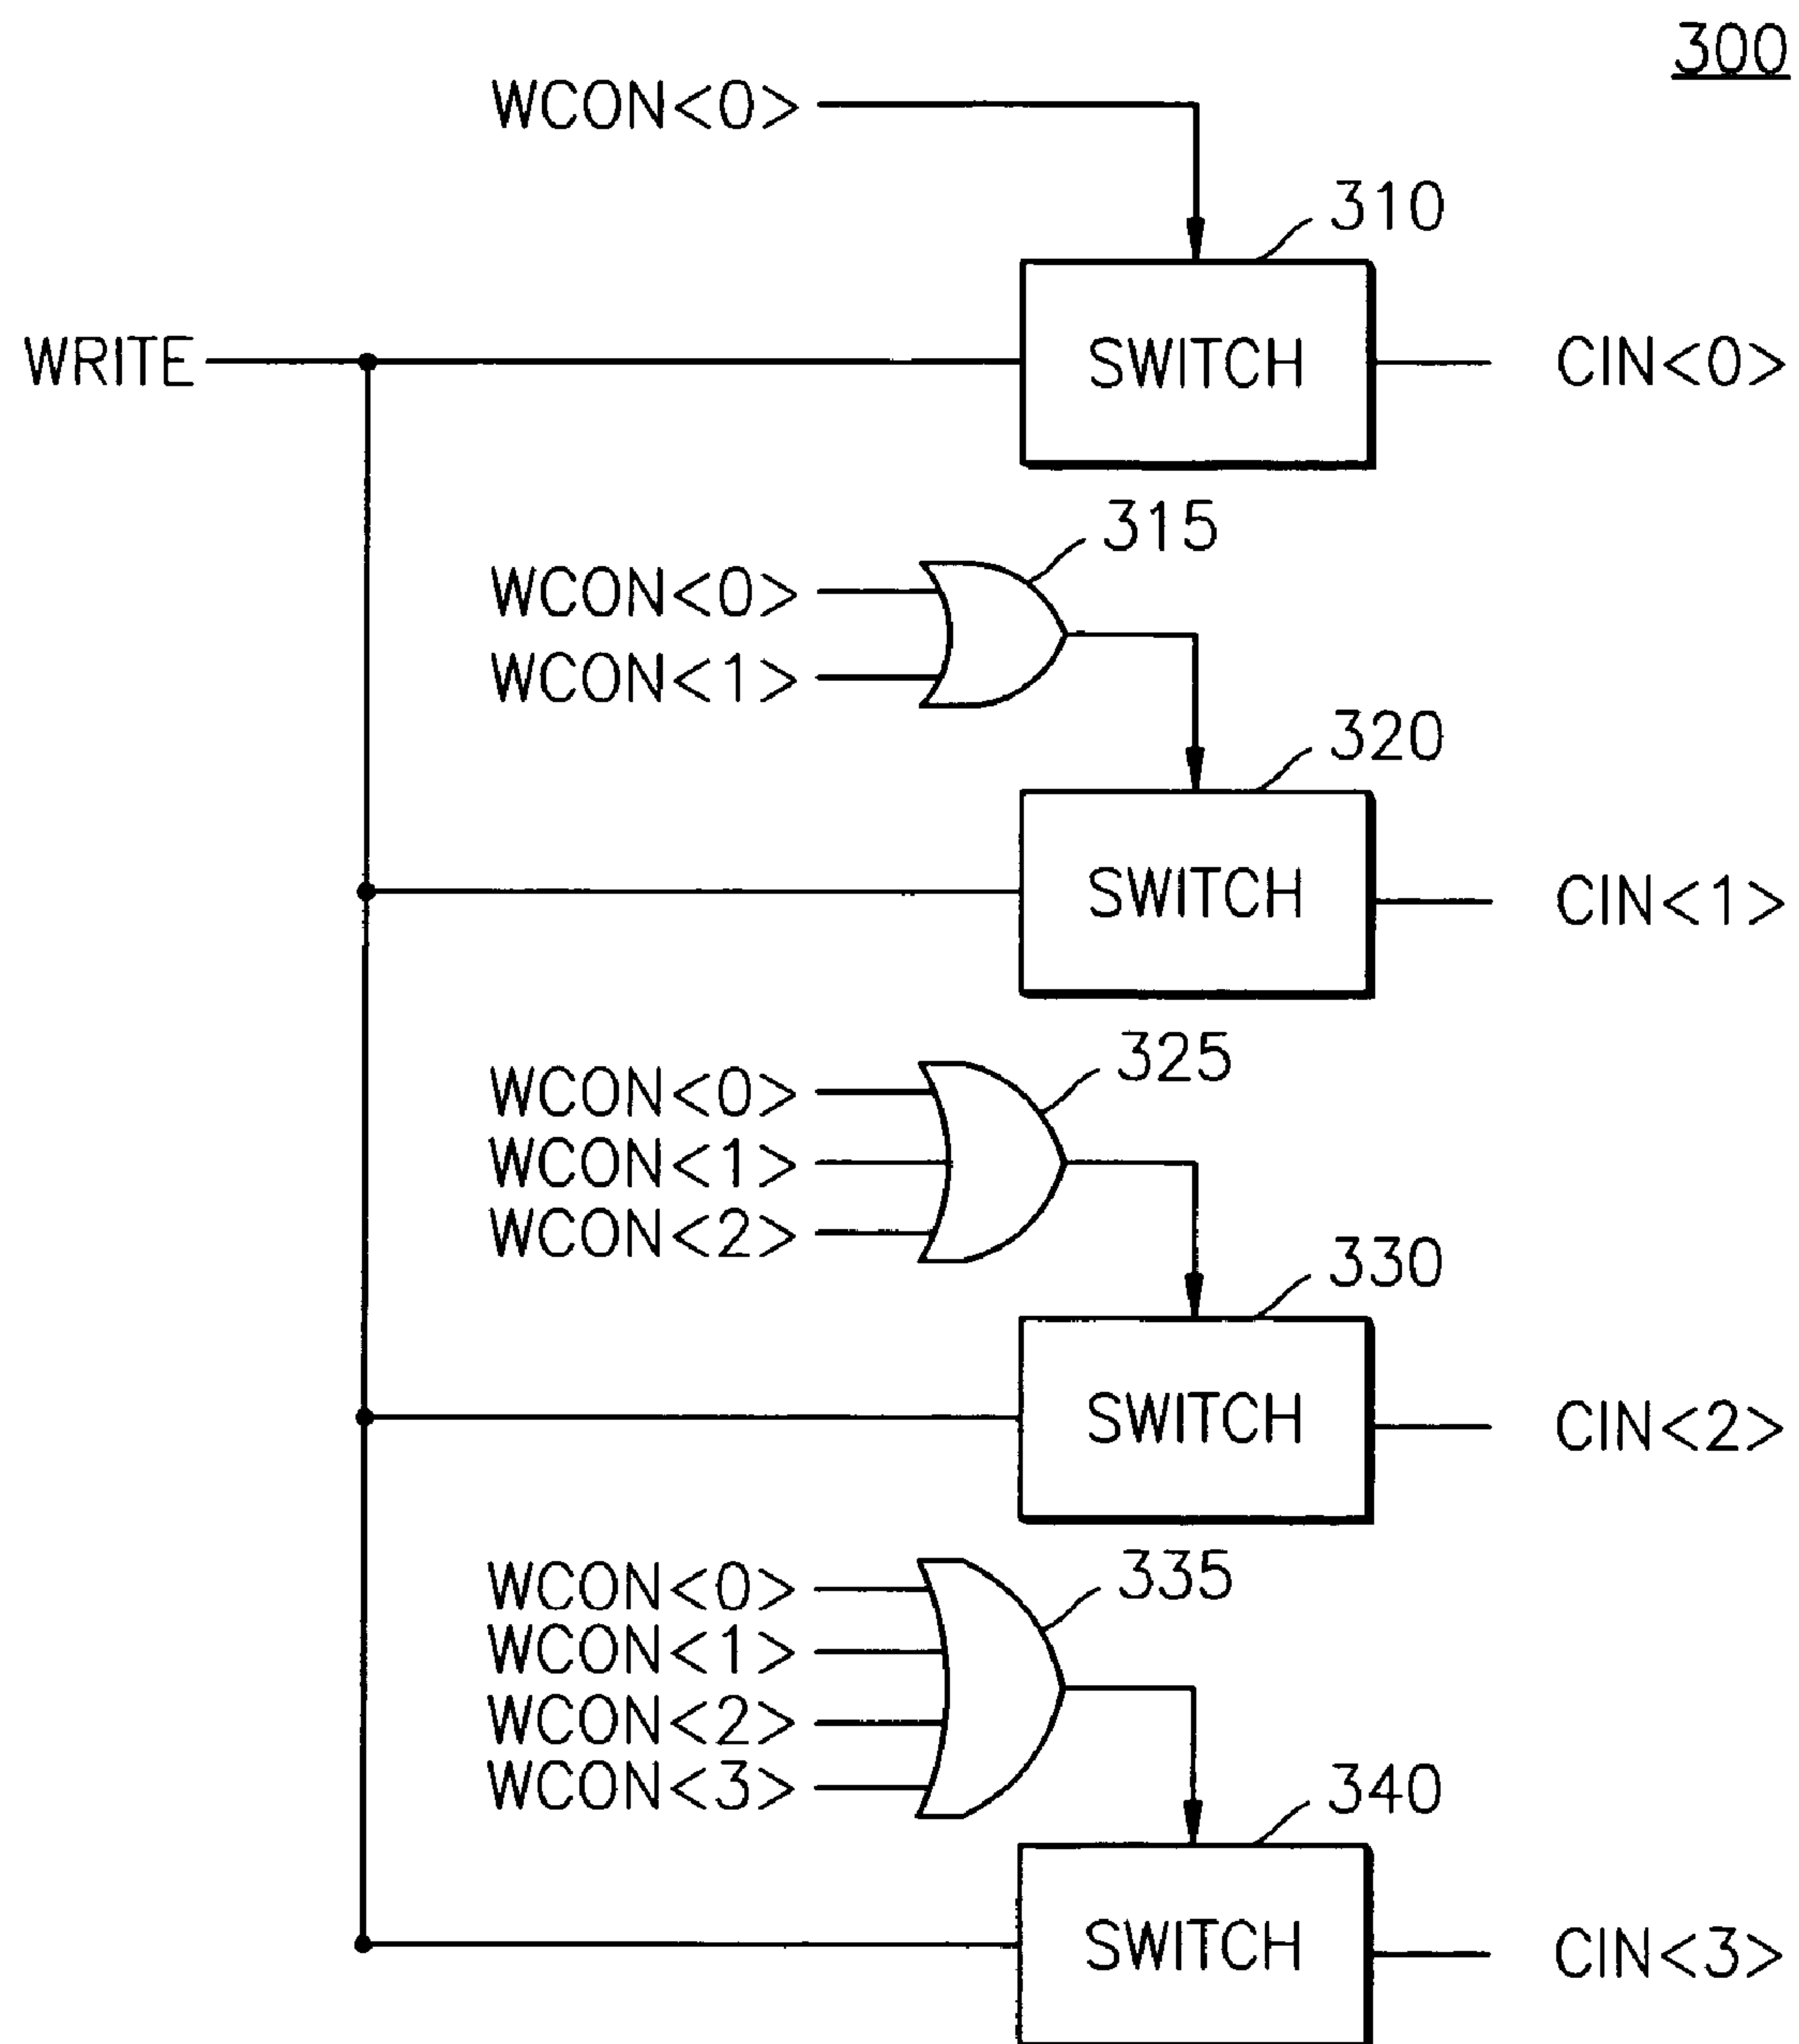 300
WCON<0>
310
WRITE
SWITCH
CIN<0>
315
WCON<0>
WCON<1>
320
SWITCH
CIN<1>
325
WCON<0>
WCON<1>
WCON<2>
330
SWITCH
CIN<2>
335
WCON<0>
WCON<1>
WCON<2>
WCON<3>
340
SWITCH
CIN<3>